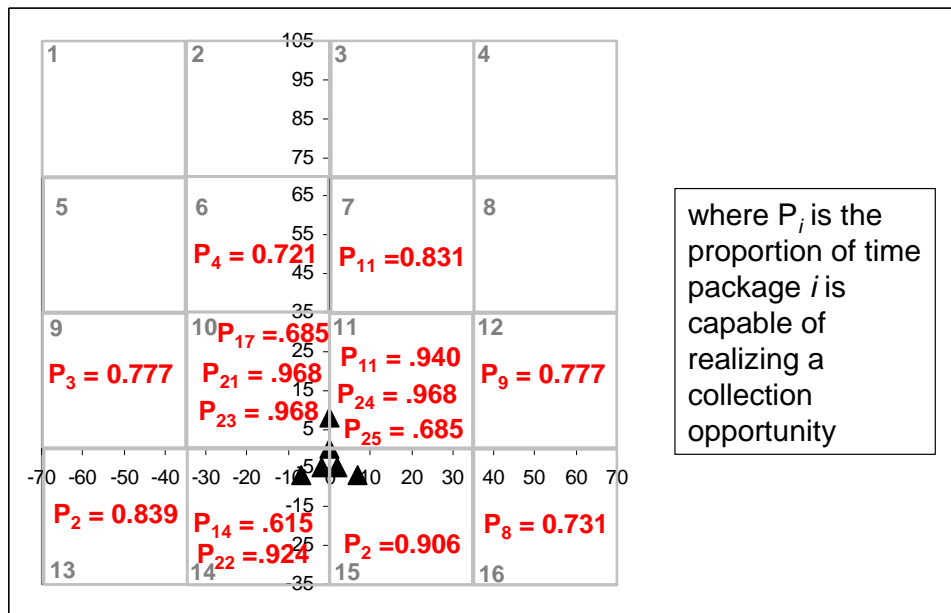 105
1 2 3 4
95
85
75
5 6 7 8
65
55
P4 = 0.721 P11 =0.831
45
35
9 10 11 12
P17 =.685
25
P11 = .940
P3 = 0.777 P21 =.968 P9 = 0.777
15
P24 = .968
P23 =.968
5
P25 = .685
-5
-70 -60 -50 -40 -30 -20 -10 0 10 20 30 40 50 60 70
-15
P2 = 0.839 P14 = .615 P8 = 0.731
-25
P2 =0.906
P22 =.924
13 14 15 16
-35
where Pi is the
proportion of time
package i is
capable of
realizing a
collection
opportunity